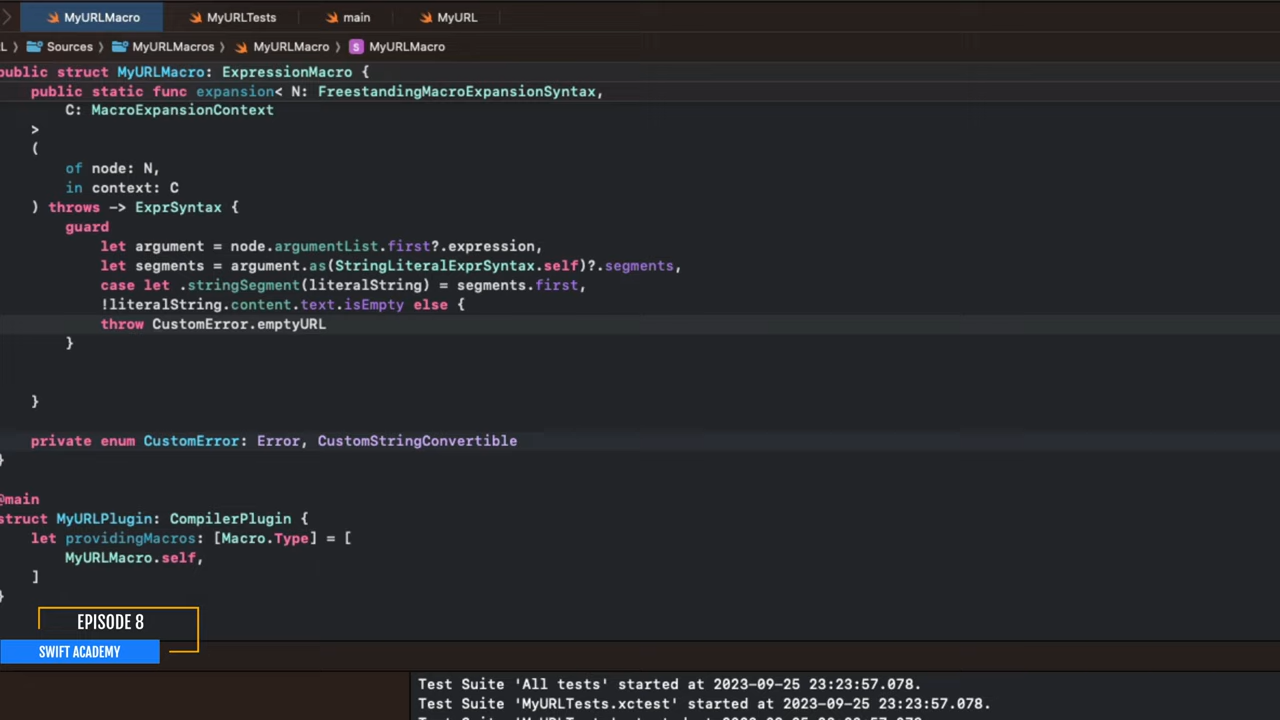 MyURLMacro MyURLTests main MyURL
L Sources MyURLMacros MyURLMacro S MyURLMacro
public struct MyURLMacro: ExpressionMacro {
public static func expansion< N: FreestandingMacroExpansionSyntax,
C: MacroExpansionContext
>
(
of node: N,
in context: C
) throws -> ExprSyntax {
guard
let argument = node.argumentList.first?.expression,
let segments = argument.as(StringLiteralExprSyntax.self)?.segments,
case let .stringSegment(literalString) = segments.first,
!literalString.content.text.isEmpty else {
throw CustomError.emptyURL
}
}
private enum CustomError: Error, CustomStringConvertible
}
@main
struct MyURLPlugin: CompilerPlugin {
let providingMacros: [Macro.Type] = [
MyURLMacro.self,
]
}
EPISODE 8
SWIFT ACADEMY
Test Suite 'All tests' started at 2023-09-25 23:23:57.078.
Test Suite 'MyURLTests.xctest' started at 2023-09-25 23:23:57.078.